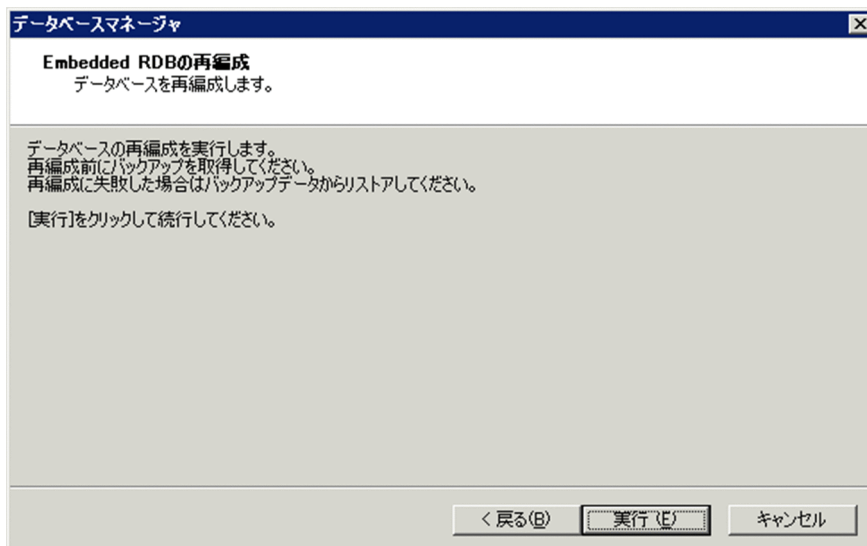 データベースマネージャ
Embedded RDBの再編成
データベースを再編成します。
データベースの再編成を実行します。
再編成前にバックアップを取得してください。
再編成に失敗した場合はバックアップデータからリストアしてください。
[実行]をクリックして続行してください。
< 戻る(B) 実行(E) キャンセル